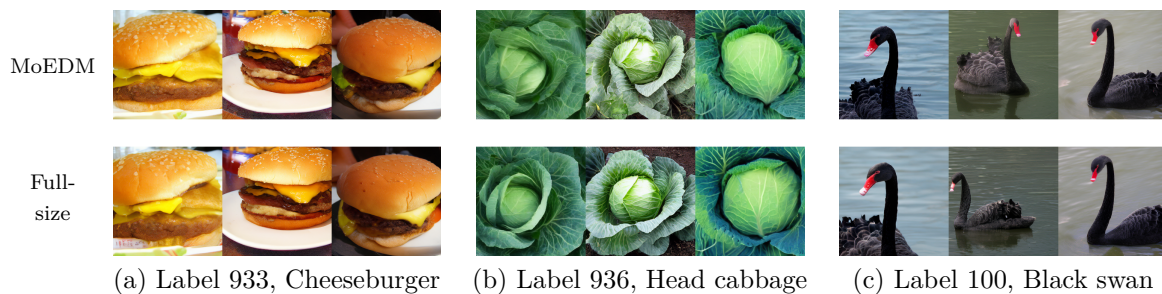 MoEDM
Full-
size
(a) Label 933, Cheeseburger
(b) Label 936, Head cabbage
(c) Label 100, Black swan